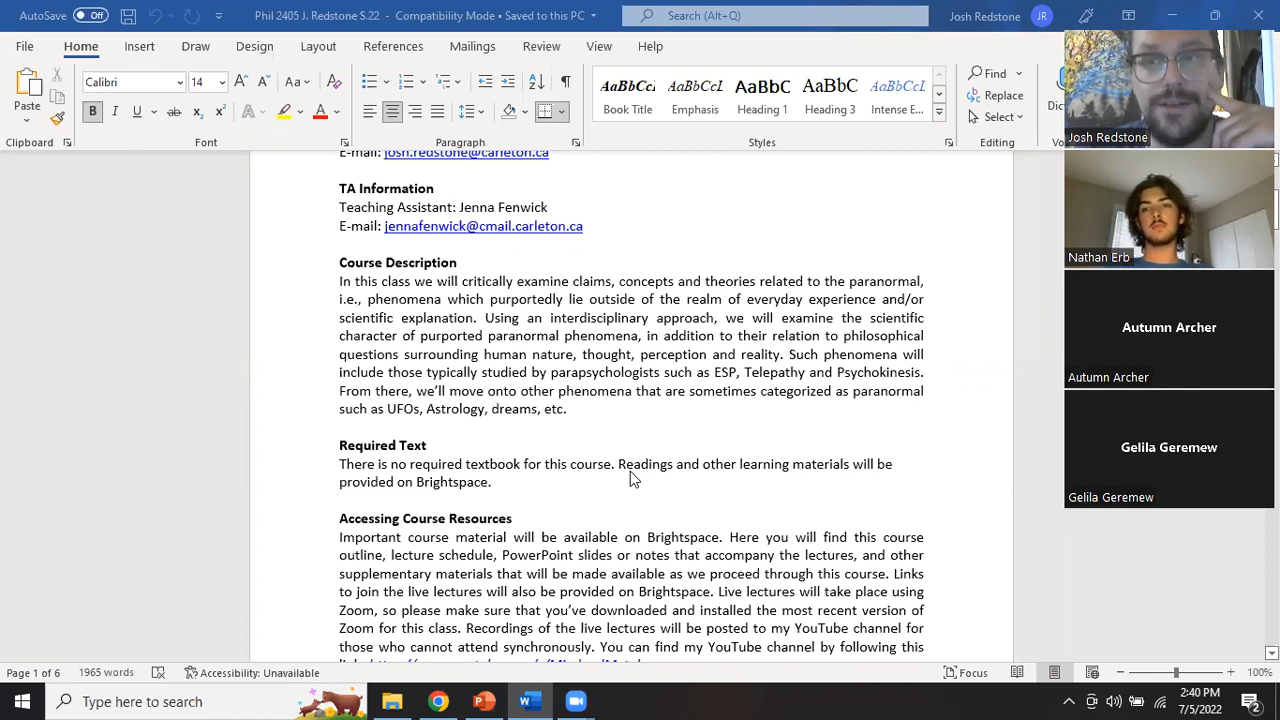 AutoSave Off Phil 2405 J. Redstone S.22 - Compatibility Mode • Saved to this PC Search (Alt+Q) Josh Redstone JR
File Home Insert Draw Design Layout References Mailings Review View Help
Paste Calibri 14 Aa
AaBbCcL AaBbCcL AaBbC AaBbC AaBbCcL
Book Title Emphasis Heading 1 Heading 3 Intense E...
Find
Replace
Select
Clipboard Font Paragraph Styles Editing
Josh Redstone
E-mail: josh.redstone@carleton.ca
TA Information
Teaching Assistant: Jenna Fenwick
E-mail: jennafenwick@cmail.carleton.ca
Nathan Erb
Course Description
In this class we will critically examine claims, concepts and theories related to the paranormal,
i.e., phenomena which purportedly lie outside of the realm of everyday experience and/or
scientific explanation. Using an interdisciplinary approach, we will examine the scientific
character of purported paranormal phenomena, in addition to their relation to philosophical
questions surrounding human nature, thought, perception and reality. Such phenomena will
include those typically studied by parapsychologists such as ESP, Telepathy and Psychokinesis.
From there, we'll move onto other phenomena that are sometimes categorized as paranormal
such as UFOs, Astrology, dreams, etc.
Autumn Archer
Autumn Archer
Required Text
There is no required textbook for this course. Readings and other learning materials will be
provided on Brightspace.
Gelila Geremew
Gelila Geremew
Accessing Course Resources
Important course material will be available on Brightspace. Here you will find this course
outline, lecture schedule, PowerPoint slides or notes that accompany the lectures, and other
supplementary materials that will be made available as we proceed through this course. Links
to join the live lectures will also be provided on Brightspace. Live lectures will take place using
Zoom, so please make sure that you've downloaded and installed the most recent version of
Zoom for this class. Recordings of the live lectures will be posted to my YouTube channel for
those who cannot attend synchronously. You can find my YouTube channel by following this
Page 1 of 6 1965 words Accessibility: Unavailable Focus 100%
Type here to search 2:40 PM
7/5/2022 2